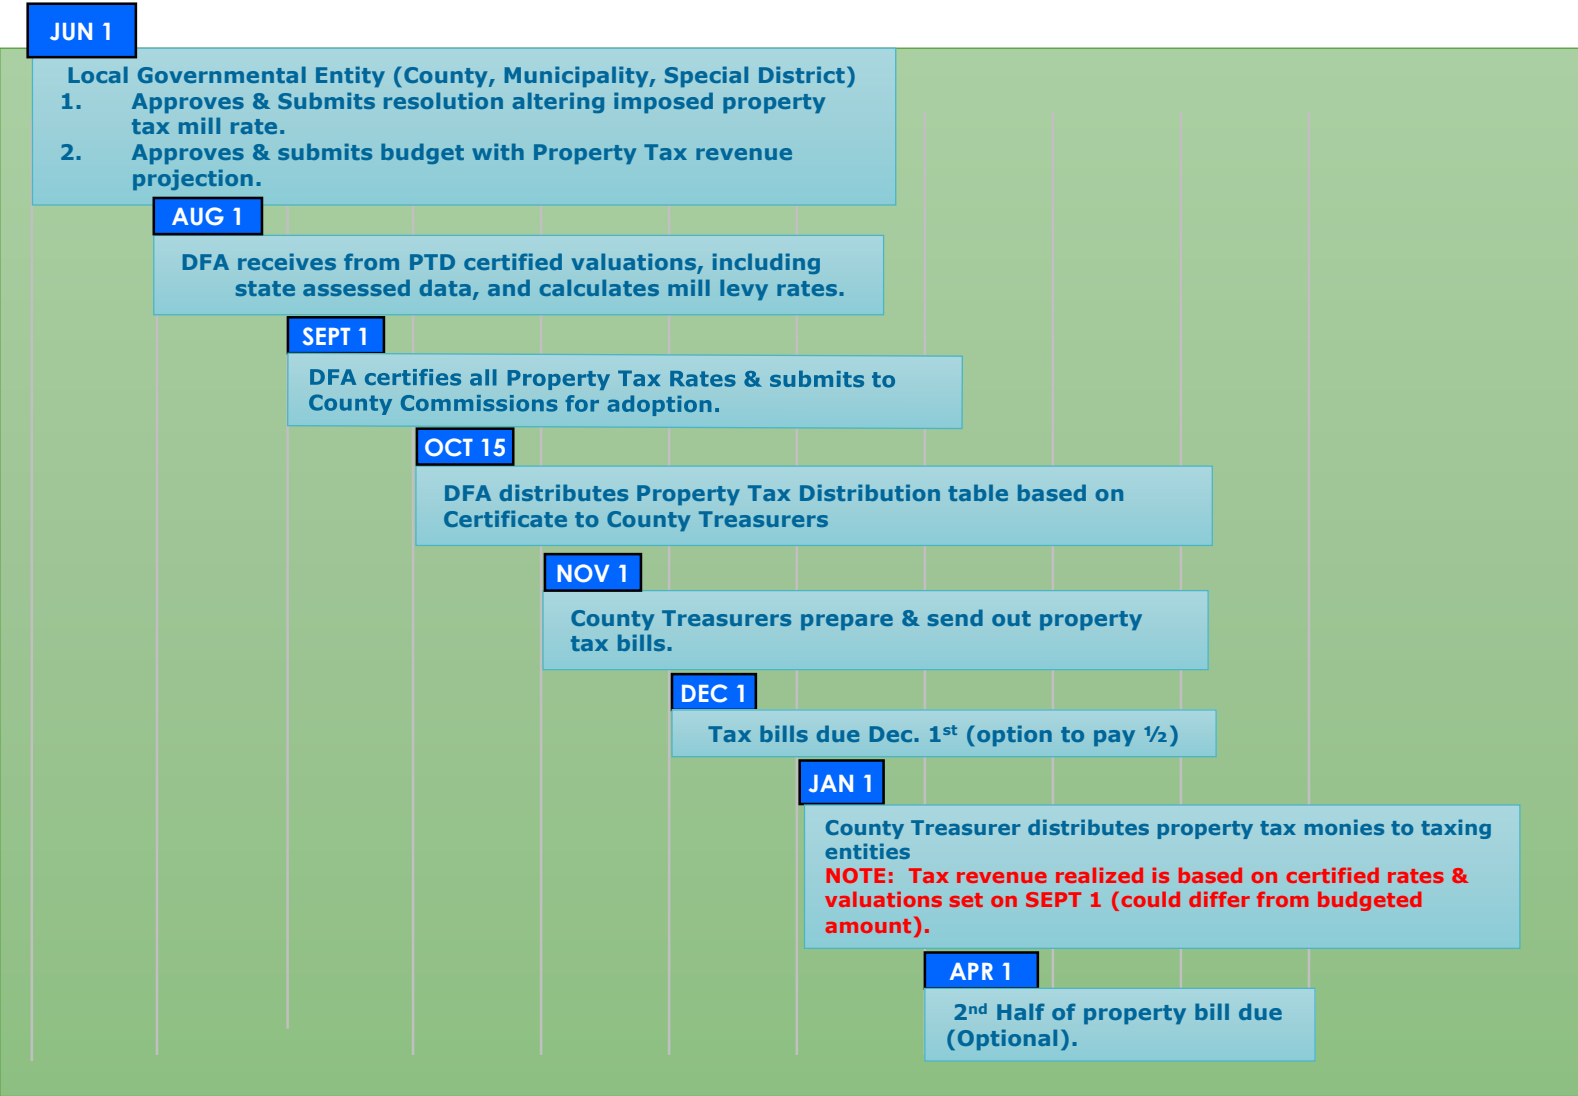 JUN 1
Local Governmental Entity (County, Municipality, Special District)
1. Approves & Submits resolution altering imposed property
tax mill rate.
2. Approves & submits budget with Property Tax revenue
projection.
AUG 1
DFA receives from PTD certified valuations, including
state assessed data, and calculates mill levy rates.
SEPT 1
DFA certifies all Property Tax Rates & submits to
County Commissions for adoption.
OCT 15
DFA distributes Property Tax Distribution table based on
Certificate to County Treasurers
NOV 1
County Treasurers prepare & send out property
tax bills.
DEC 1
Tax bills due Dec. 1st (option to pay ½)
JAN 1
County Treasurer distributes property tax monies to taxing
entities
NOTE: Tax revenue realized is based on certified rates &
valuations set on SEPT 1 (could differ from budgeted
amount).
APR 1
2nd Half of property bill due
(Optional).